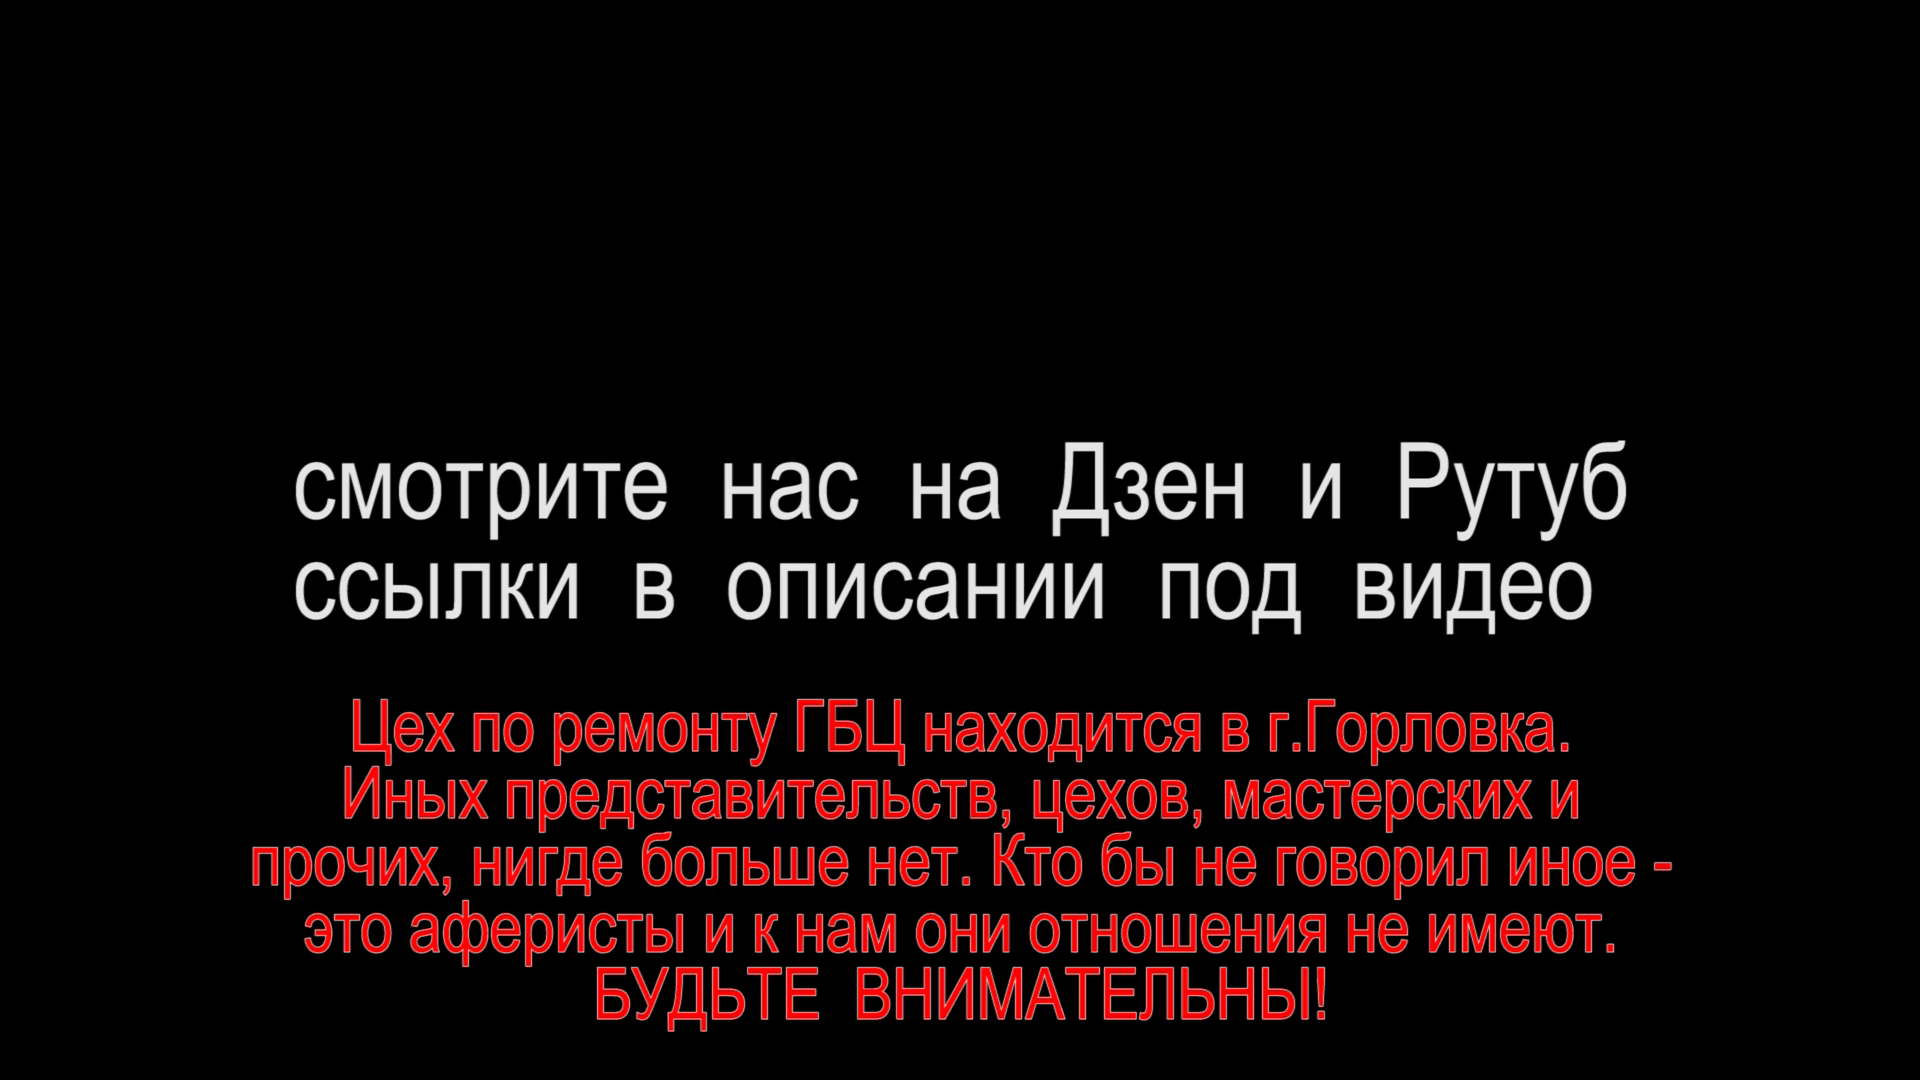 смотрите нас на Дзен и Рутуб
ссылки в описании под видео
Цех по ремонту ГБЦ находится в г.Горловка.
Иных представительств, цехов, мастерских и
прочих, нигде больше нет. Кто бы не говорил иное -
это аферисты и к нам они отношения не имеют.
БУДЬТЕ ВНИМАТЕЛЬНЫ!